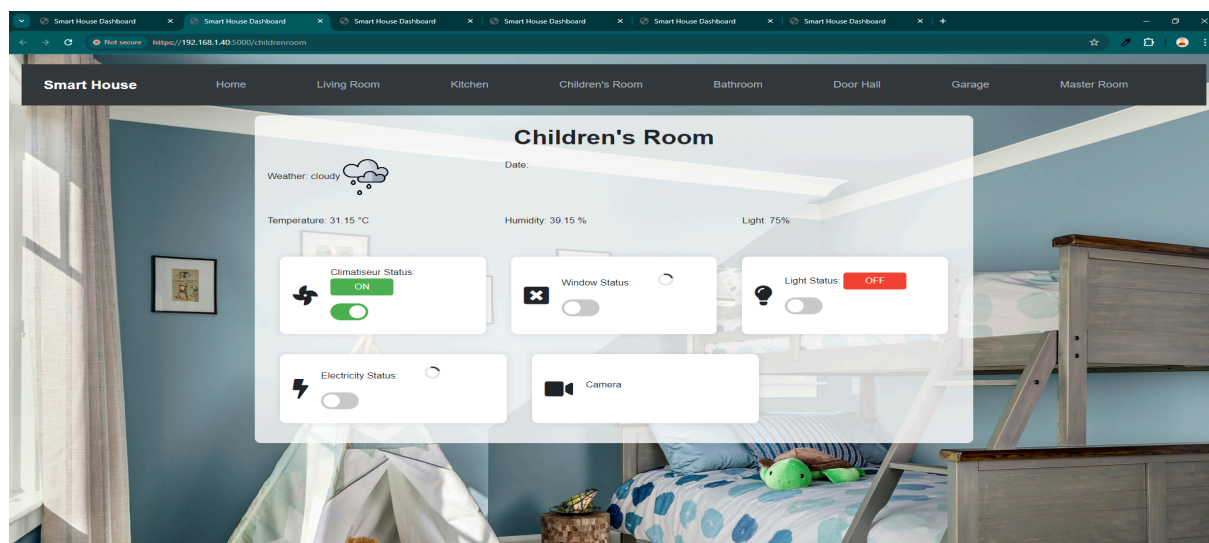 Smart House Dashboard Smart House Dashboard Smart House Dashboard Smart House Dashboard Smart House Dashboard Smart House Dashboard
Not secure https://192.168.1.40:5000/childrenroom
Smart House Home Living Room Kitchen Children's Room Bathroom Door Hall Garage Master Room
Children's Room
Weather: cloudy Date:
Temperature: 31.15 °C Humidity: 39.15 % Light: 75%
Climatiseur Status:
ON
Window Status:
Light Status: OFF
Electricity Status:
Camera